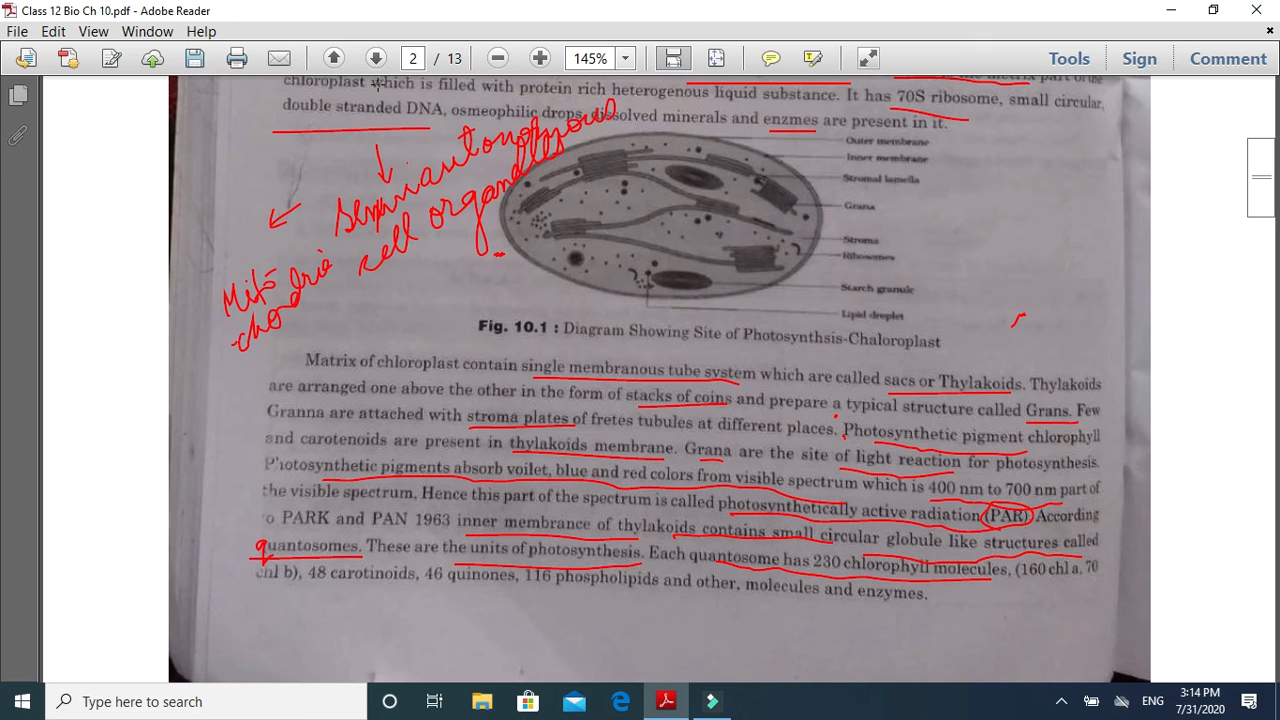 Class 12 Bio Ch 10.pdf - Adobe Reader
File Edit View Window Help
2 / 13 145% Tools Sign Comment
chloroplast which is filled with protein rich heterogenous liquid substance. It has 70S ribosome, small circular,
double stranded DNA, osmeophilic drops, dissolved minerals and enzmes are present in it.
Outer membrane
Inner membrane
Stromal lamella
Grana
Stroma
Ribosomes
Starch granule
Lipid droplet
cell organelles
Mito
chondria
Fig. 10.1 : Diagram Showing Site of Photosynthsis-Chaloroplast
Matrix of chloroplast contain single membranous tube system which are called sacs or Thylakoids. Thylakoids
are arranged one above the other in the form of stacks of coins and prepare a typical structure called Grans. Few
Granna are attached with stroma plates of fretes tubules at different places. Photosynthetic pigment chlorophyll
and carotenoids are present in thylakoids membrane. Grana are the site of light reaction for photosynthesis.
Photosynthetic pigments absorb voilet, blue and red colors from visible spectrum which is 400 nm to 700 nm part of
the visible spectrum. Hence this part of the spectrum is called photosynthetically active radiation (PAR) According
to PARK and PAN 1963 inner membrance of thylakoids contains small circular globule like structures called
quantosomes. These are the units of photosynthesis. Each quantosome has 230 chlorophyll molecules, (160 chl a, 70
chl b), 48 carotinoids, 46 quinones, 116 phospholipids and other, molecules and enzymes.
Type here to search
ENG
3:14 PM
7/31/2020